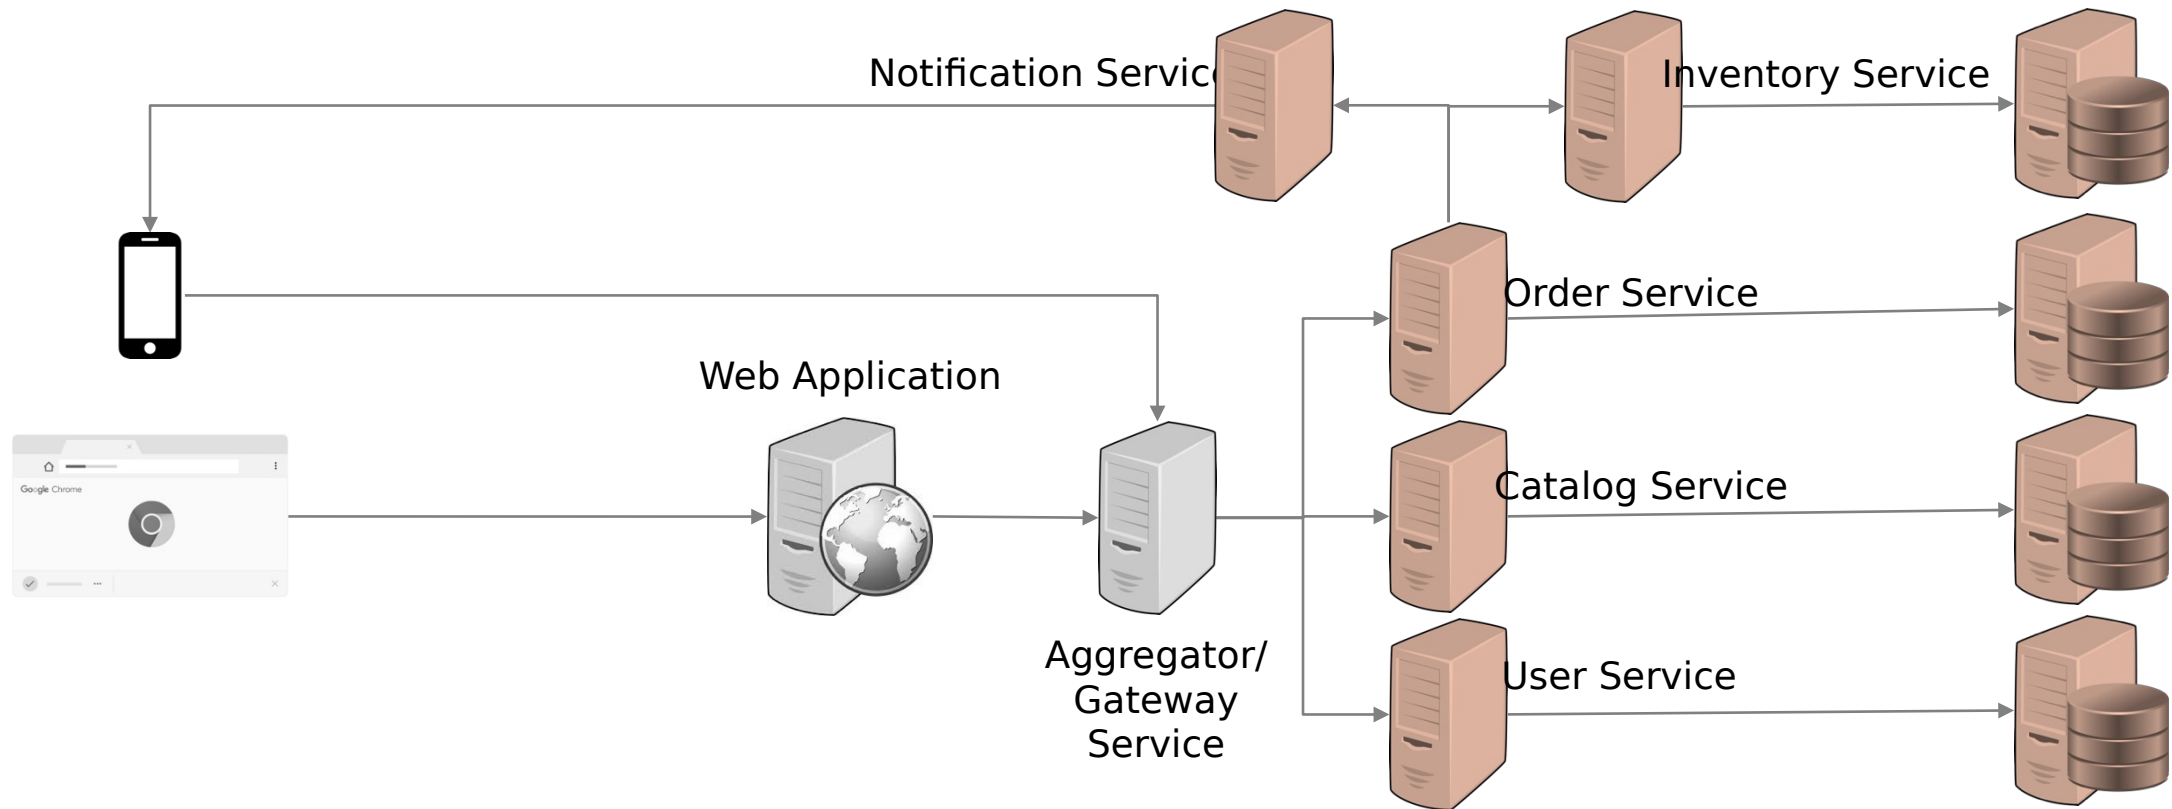 Notification Servic
Inventory Service
Order Service
Web Application
Google Chrome
Catalog Service
Aggregator/
Gateway
Service
User Service